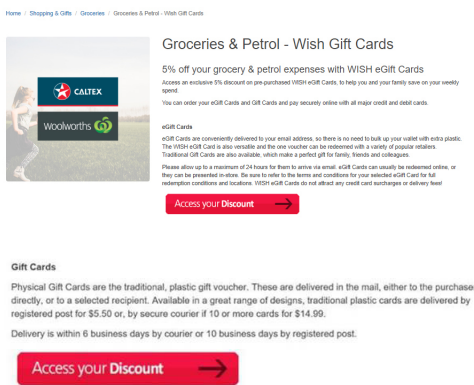 Home / Shopping & Gifts / Groceries / Groceries & Petrol - Wish Gift Cards
Groceries & Petrol - Wish Gift Cards
5% off your grocery & petrol expenses with WISH eGift Cards
Access an exclusive 5% discount on pre-purchased WISH eGift Cards, to help you and your family save on your weekly
spend.
You can order your eGift Cards and Gift Cards and pay securely online with all major credit and debit cards.
CALTEX
Woolworths
eGift Cards
eGift Cards are conveniently delivered to your email address, so there is no need to bulk up your wallet with extra plastic.
The WISH eGift Card is also versatile and the one voucher can be redeemed with a variety of popular retailers.
Traditional Gift Cards are also available, which make a perfect gift for family, friends and colleagues.
Please allow up to a maximum of 24 hours for them to arrive via email. eGift Cards can usually be redeemed online, or
they can be presented in-store. Be sure to refer to the terms and conditions for your selected eGift Card for full
redemption conditions and locations. WISH eGift Cards do not attract any credit card surcharges or delivery fees!
Access your Discount
Gift Cards
Physical Gift Cards are the traditional, plastic gift voucher. These are delivered in the mail, either to the purchase
directly, or to a selected recipient. Available in a great range of designs, traditional plastic cards are delivered by
registered post for $5.50 or, by secure courier if 10 or more cards for $14.99.
Delivery is within 6 business days by courier or 10 business days by registered post.
Access your Discount